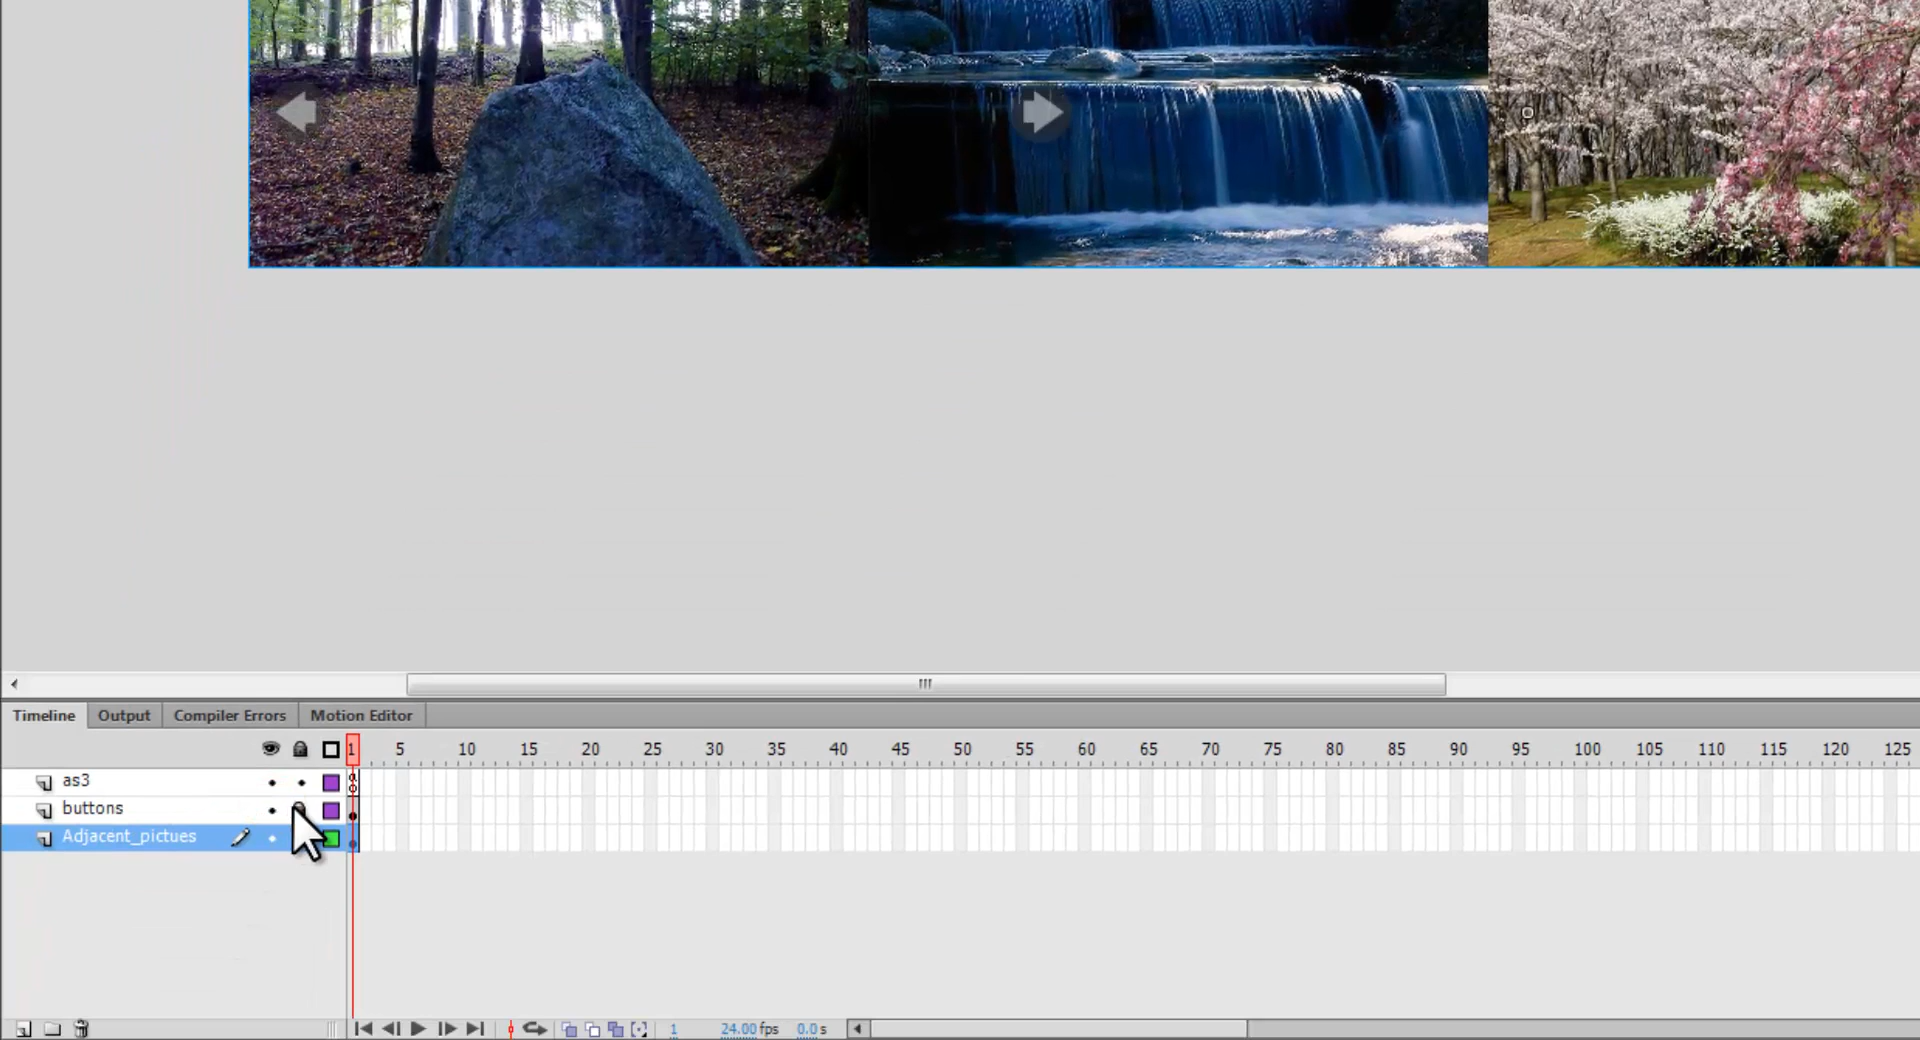 Timeline Output Compiler Errors Motion Editor
1 5 10 15 20 25 30 35 40 45 50 55 60 65 70 75 80 85 90 95 100 105 110 115 120 125
as3
buttons
Adjacent_pictues
1 24.00 fps 0.0 s